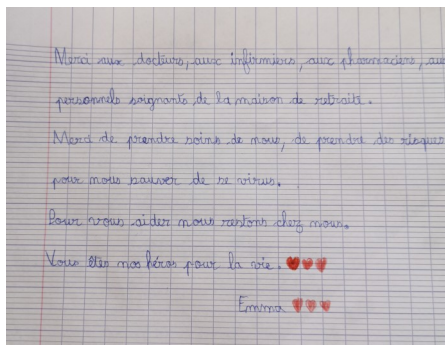 Merci aux docteurs, aux infirmiers, aux pharmaciens, aux
personnels soignants de la maison de retraite.
Merci de prendre soins de nous, de prendre des risques
pour nous sauver de se virus.
Pour vous aider nous restons chez nous.
Vous êtes nos héros pour la vie.
Emma